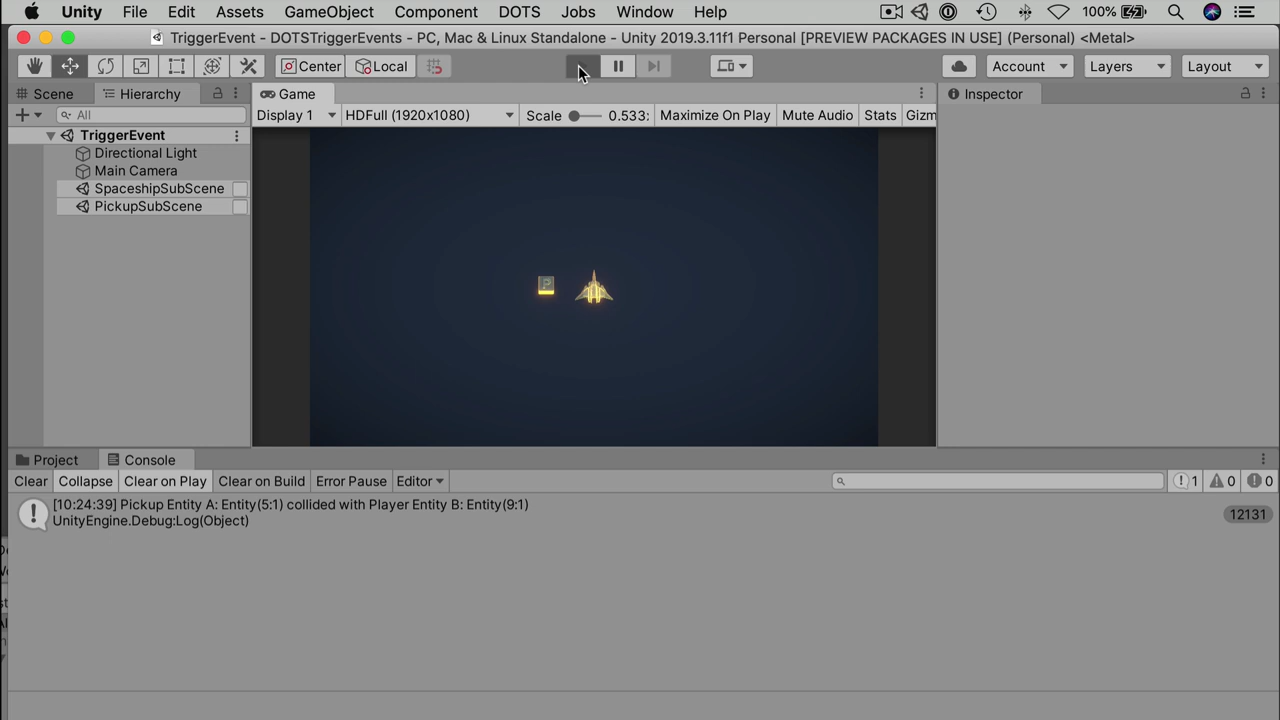 Unity File Edit Assets GameObject Component DOTS Jobs Window Help 100%
TriggerEvent - DOTSTriggerEvents - PC, Mac & Linux Standalone - Unity 2019.3.11f1 Personal [PREVIEW PACKAGES IN USE] (Personal) <Metal>
Center Local Account Layers Layout
Scene Hierarchy Game Inspector
All Display 1 HDFull (1920x1080) Scale 0.533: Maximize On Play Mute Audio Stats Gizm
TriggerEvent
Directional Light
Main Camera
SpaceshipSubScene
PickupSubScene
P
Project Console
Clear Collapse Clear on Play Clear on Build Error Pause Editor 1 0 0
[10:24:39] Pickup Entity A: Entity(5:1) collided with Player Entity B: Entity(9:1)
UnityEngine.Debug:Log(Object)
12131